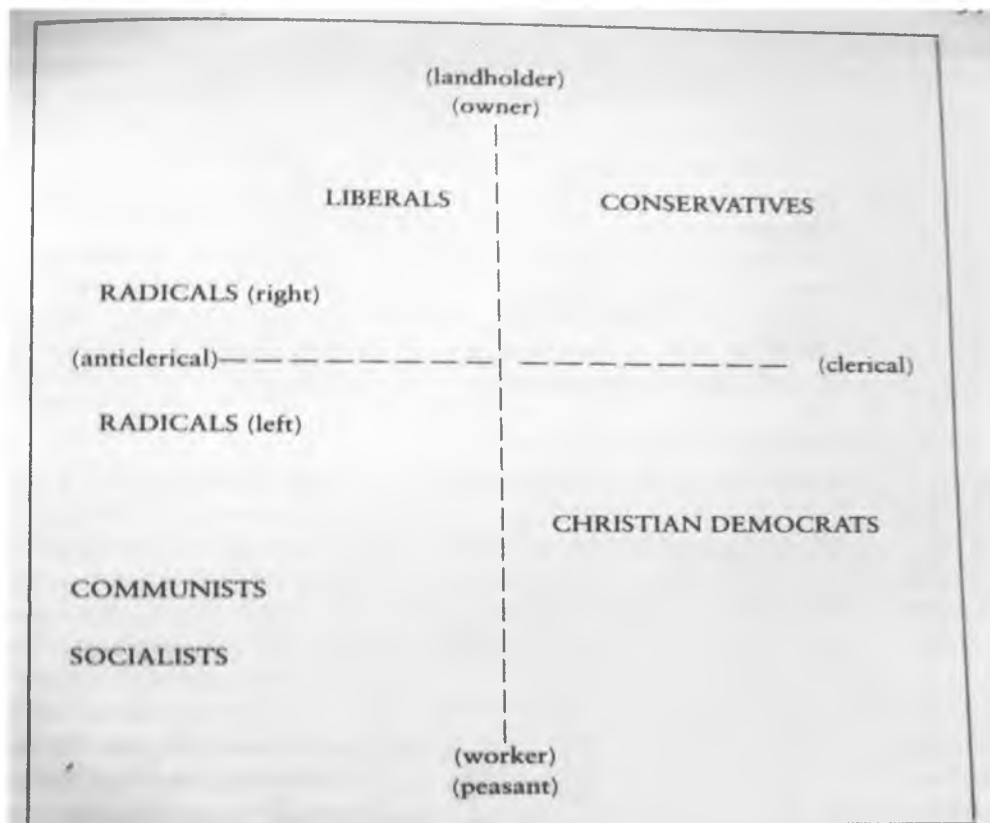 (landholder)
(owner)
LIBERALS
CONSERVATIVES
RADICALS (right)
(anticlerical)
(clerical)
RADICALS (left)
CHRISTIAN DEMOCRATS
COMMUNISTS
SOCIALISTS
(worker)
(peasant)